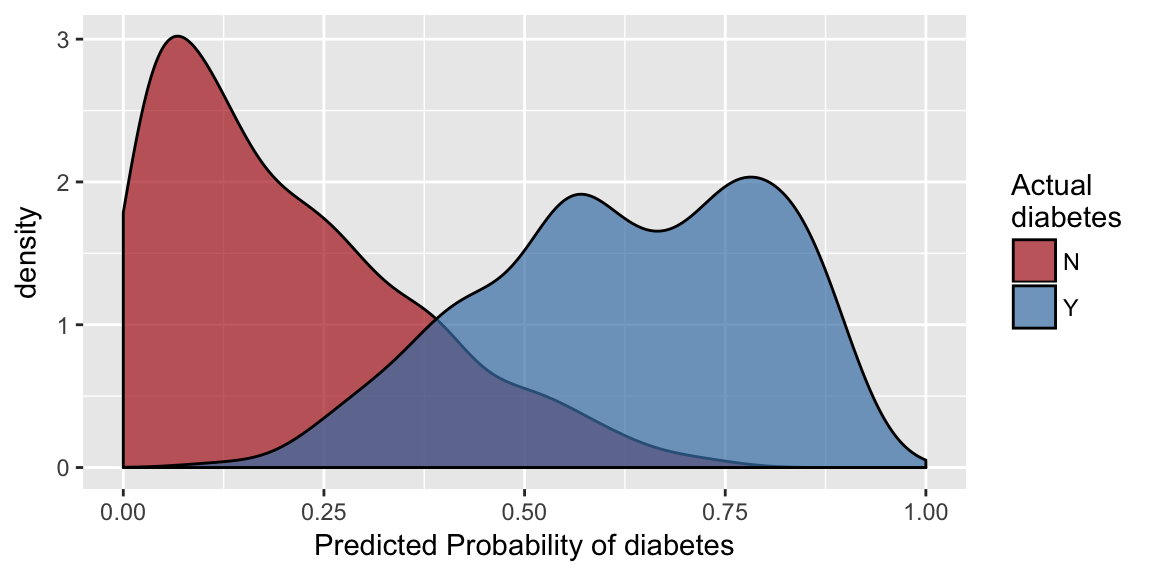 3
2
1
0
density
0.00 0.25 0.50 0.75 1.00
Predicted Probability of diabetes
Actual
diabetes
N
Y